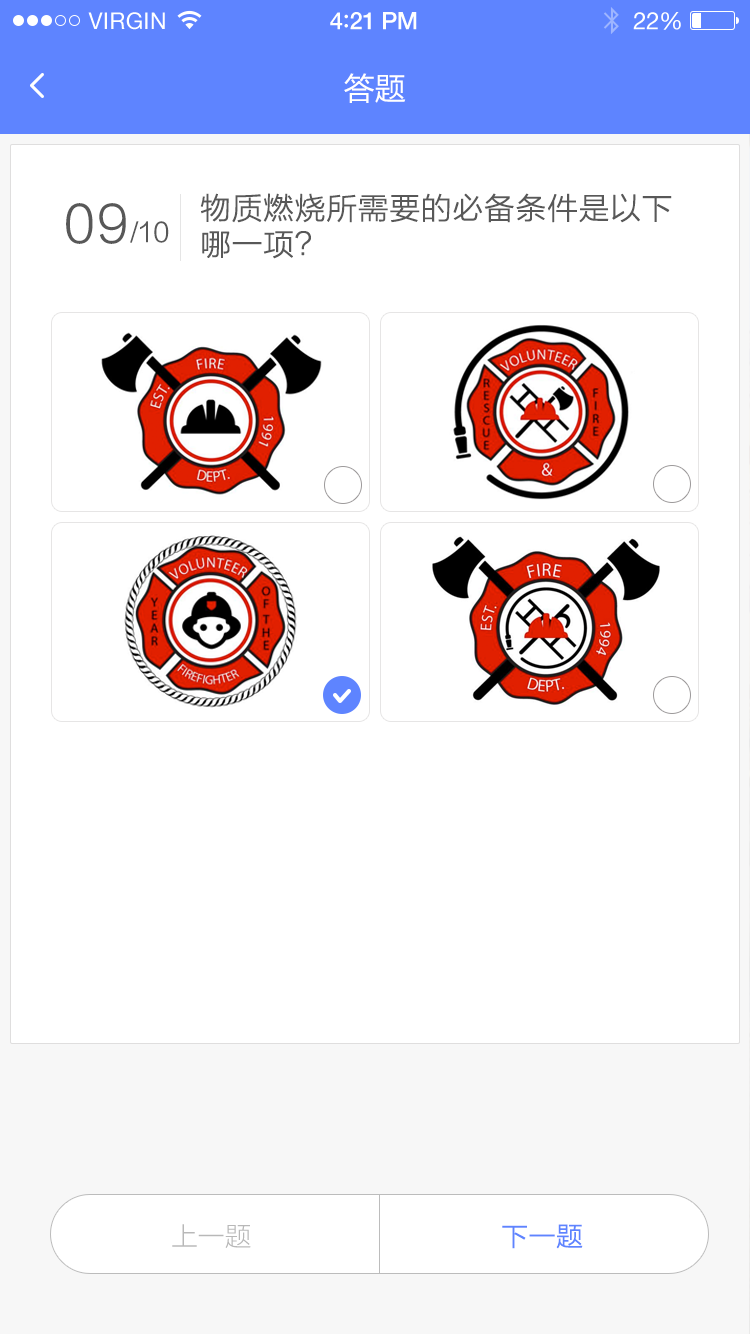 VIRGIN
4:21 PM
22%
答题
09/10
物质燃烧所需要的必备条件是以下
哪一项?
FIRE
EST.
1991
DEPT.
VOLUNTEER
RESCUE
FIRE
&
VOLUNTEER
YEAR
OF THE
FIREFIGHTER
FIRE
EST.
1994
DEPT.
上一题
下一题